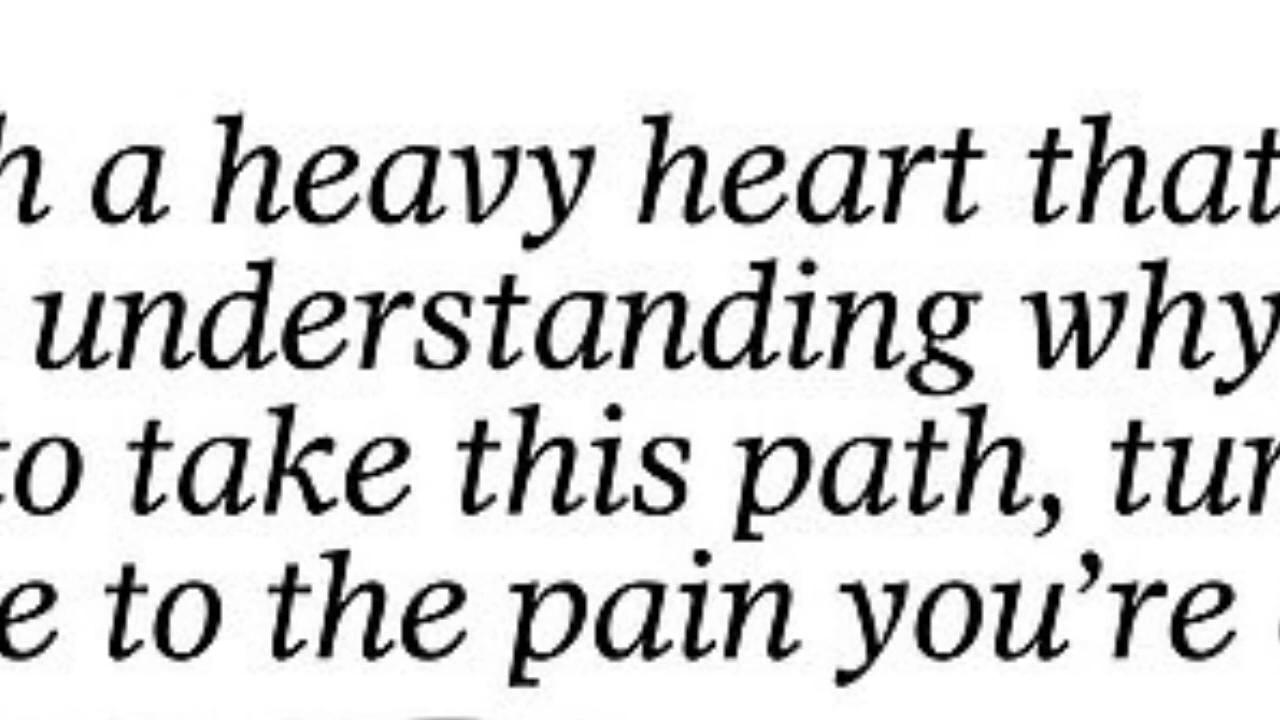 h a heavy heart that
understanding why
to take this path, tur
e to the pain you're